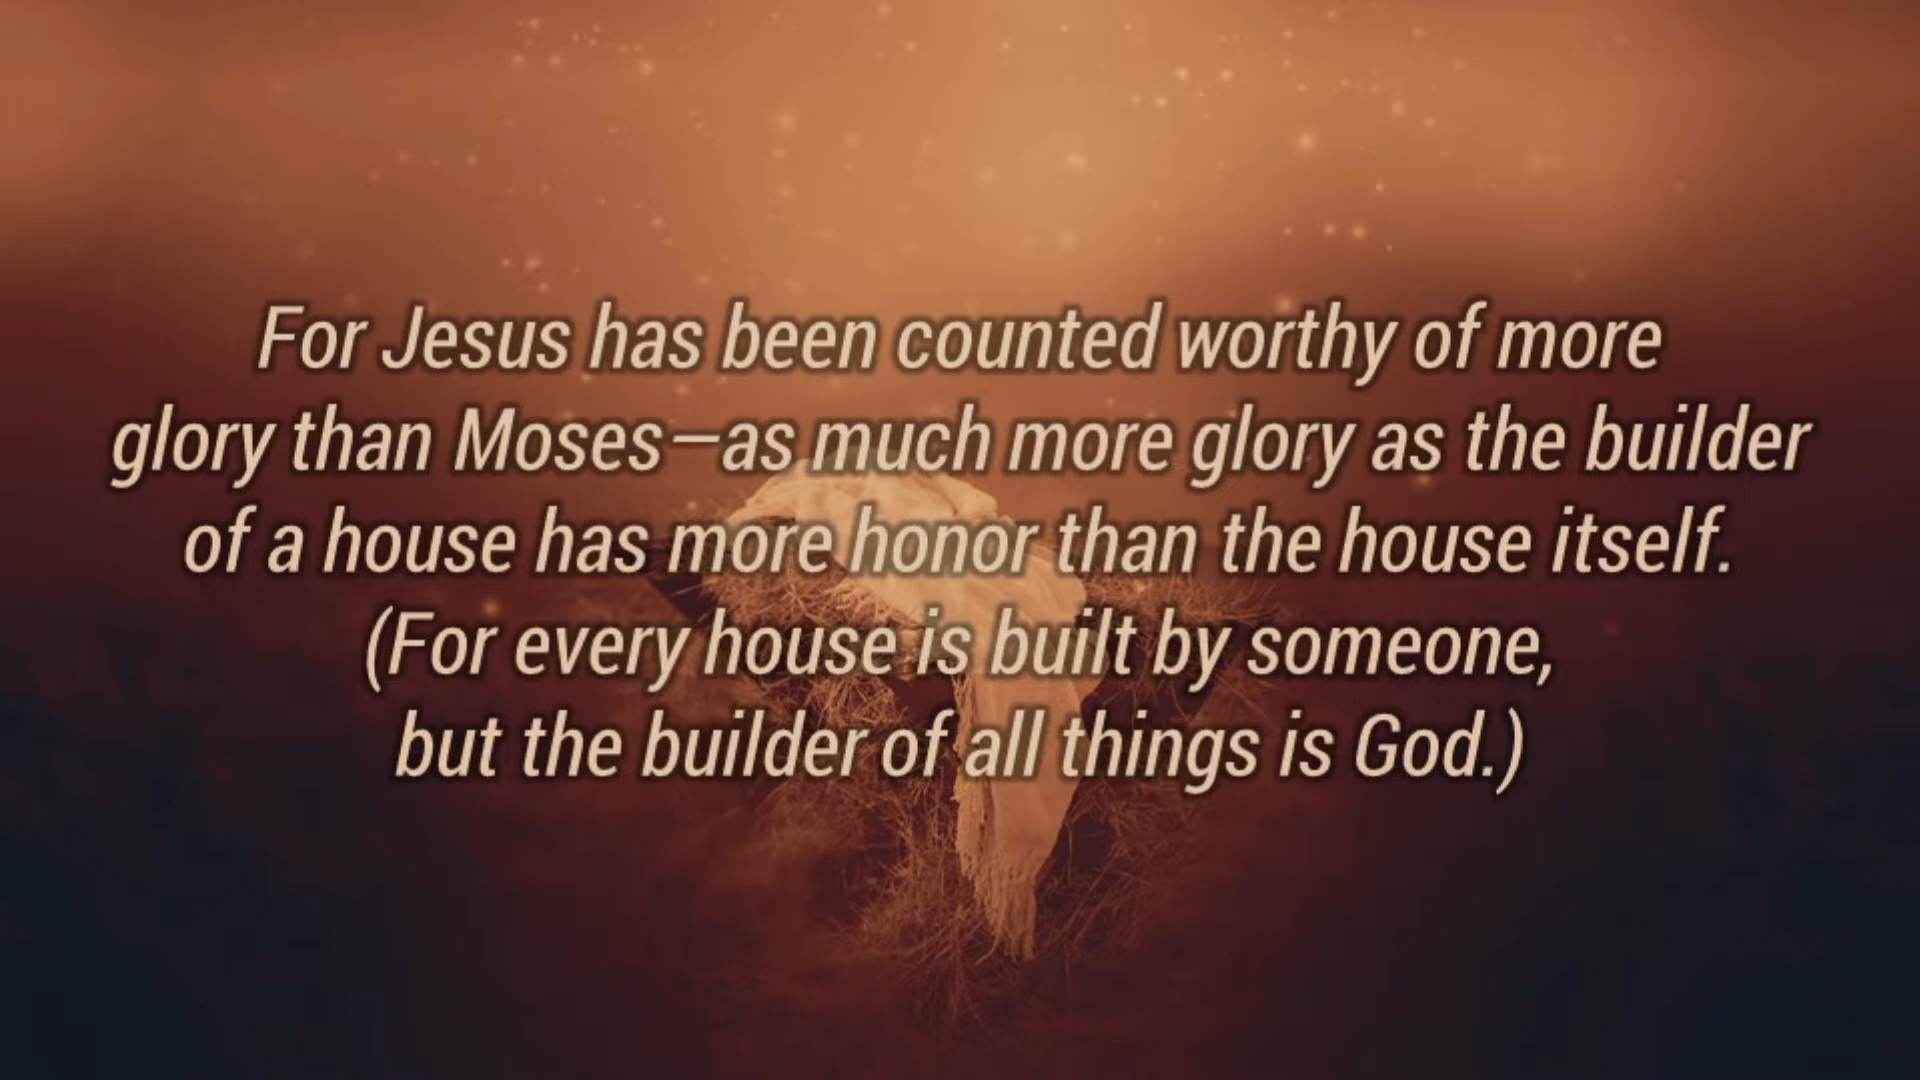 For Jesus has been counted worthy of more
glory than Moses—as much more glory as the builder
of a house has more honor than the house itself.
(For every house is built by someone,
but the builder of all things is God.)